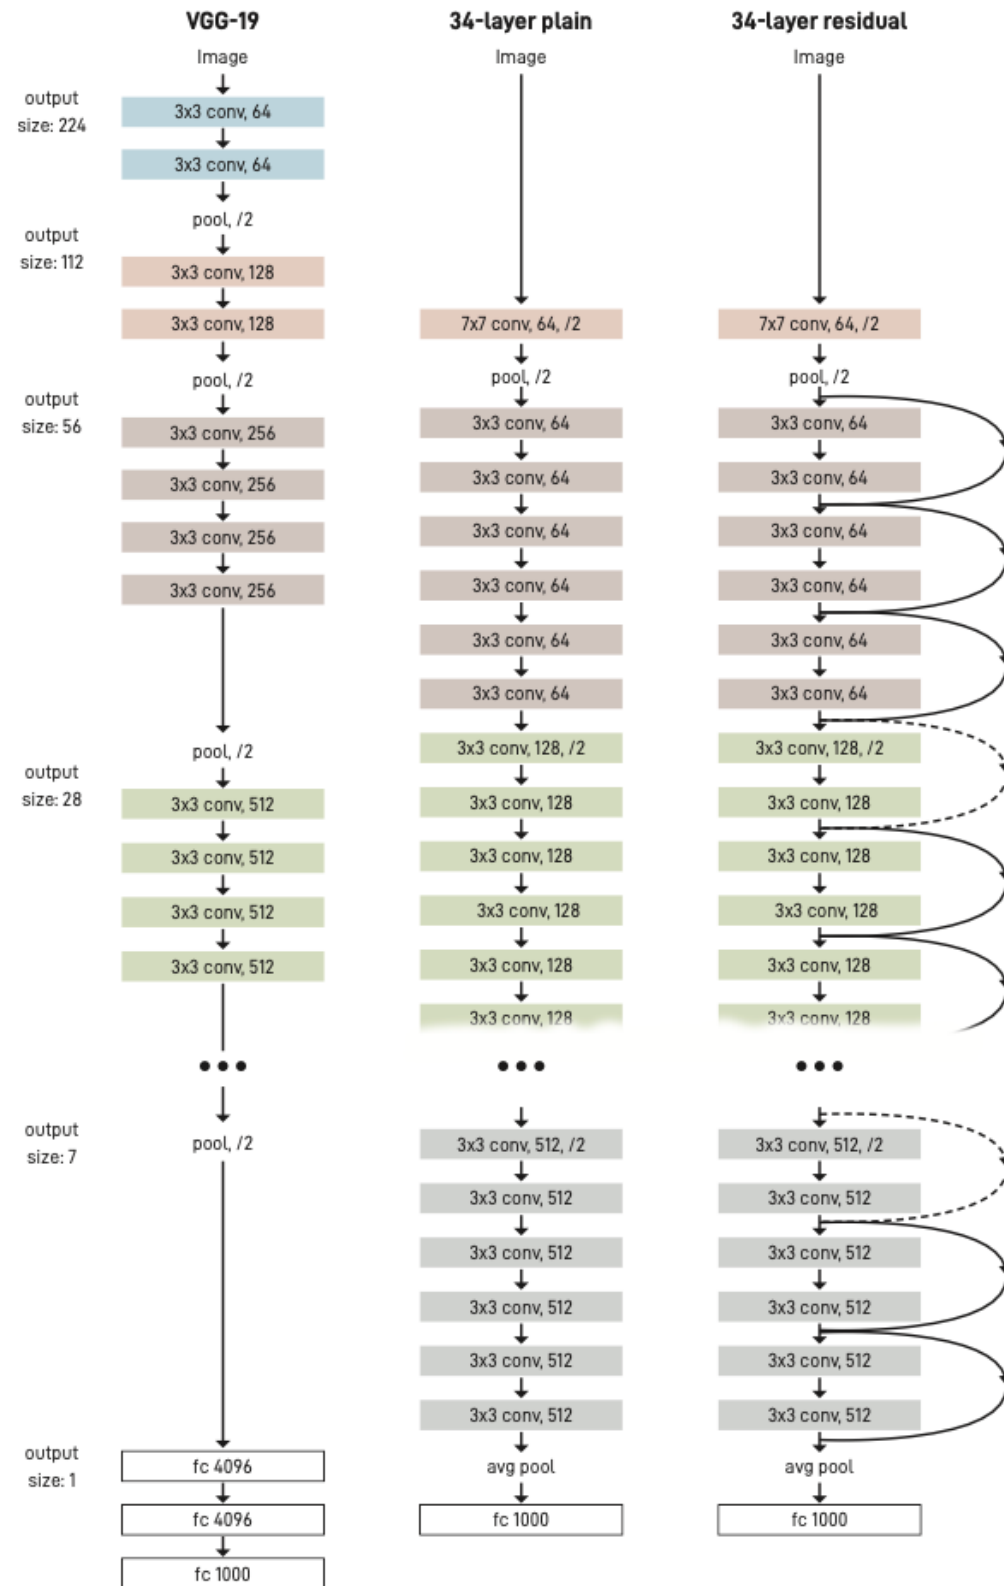 VGG-19
Image
output
size: 224
3x3 conv, 64
3x3 conv, 64
pool, /2
output
size: 112
3x3 conv, 128
3x3 conv, 128
pool, /2
output
size: 56
3x3 conv, 256
3x3 conv, 256
3x3 conv, 256
3x3 conv, 256
pool, /2
output
size: 28
3x3 conv, 512
3x3 conv, 512
3x3 conv, 512
3x3 conv, 512
•••
output
size: 7
pool, /2
output
size: 1
fc 4096
fc 4096
fc 1000
34-layer plain
Image
7x7 conv, 64, /2
pool, /2
3x3 conv, 64
3x3 conv, 64
3x3 conv, 64
3x3 conv, 64
3x3 conv, 64
3x3 conv, 64
3x3 conv, 128, /2
3x3 conv, 128
3x3 conv, 128
3x3 conv, 128
3x3 conv, 128
3x3 conv, 128
•••
3x3 conv, 512, /2
3x3 conv, 512
3x3 conv, 512
3x3 conv, 512
3x3 conv, 512
3x3 conv, 512
avg pool
fc 1000
34-layer residual
Image
7x7 conv, 64, /2
pool, /2
3x3 conv, 64
3x3 conv, 64
3x3 conv, 64
3x3 conv, 64
3x3 conv, 64
3x3 conv, 64
3x3 conv, 128, /2
3x3 conv, 128
3x3 conv, 128
3x3 conv, 128
3x3 conv, 128
3x3 conv, 128
•••
3x3 conv, 512, /2
3x3 conv, 512
3x3 conv, 512
3x3 conv, 512
3x3 conv, 512
3x3 conv, 512
avg pool
fc 1000